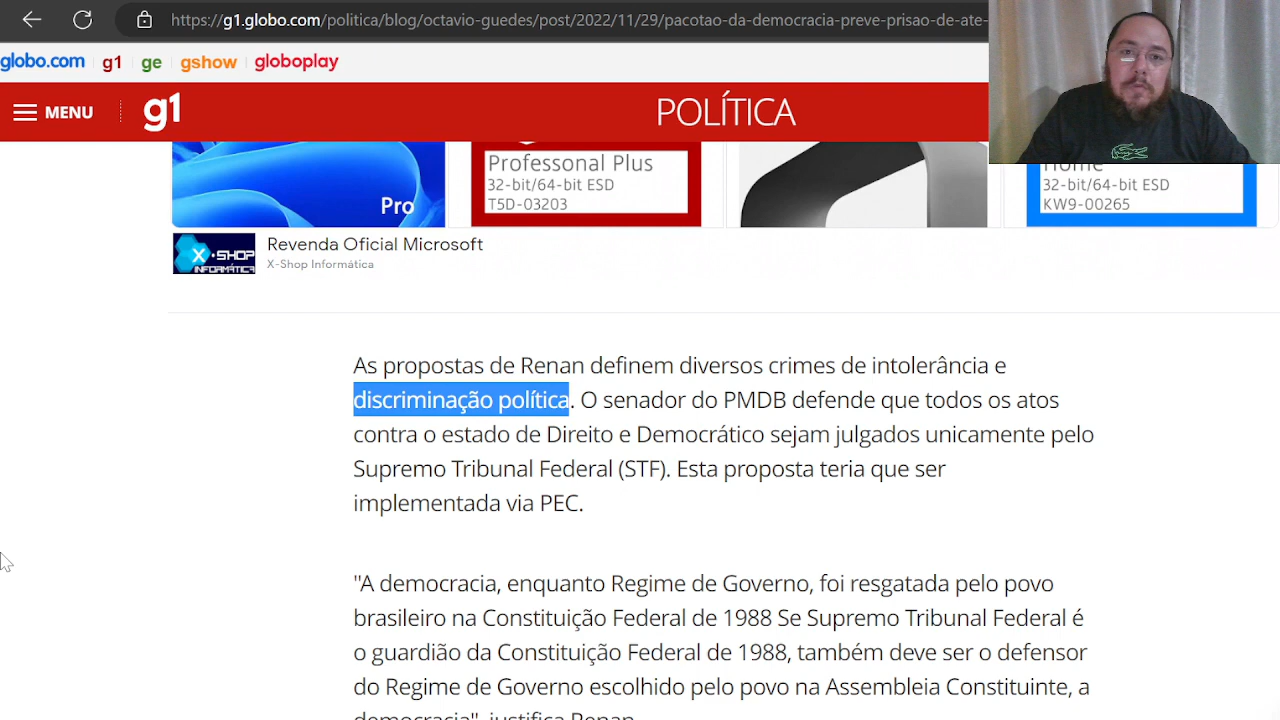 https://g1.globo.com/politica/blog/octavio-guedes/post/2022/11/29/pacotao-da-democracia-preve-prisao-de-ate-
globo.com g1 ge gshow globoplay
MENU g1 POLÍTICA
Pro
Professonal Plus
32-bit/64-bit ESD
T5D-03203
Home
32-bit/64-bit ESD
KW9-00265
X-SHOP
INFORMÁTICA
Revenda Oficial Microsoft
X-Shop Informática
As propostas de Renan definem diversos crimes de intolerância e
discriminação política. O senador do PMDB defende que todos os atos
contra o estado de Direito e Democrático sejam julgados unicamente pelo
Supremo Tribunal Federal (STF). Esta proposta teria que ser
implementada via PEC.
"A democracia, enquanto Regime de Governo, foi resgatada pelo povo
brasileiro na Constituição Federal de 1988 Se Supremo Tribunal Federal é
o guardião da Constituição Federal de 1988, também deve ser o defensor
do Regime de Governo escolhido pelo povo na Assembleia Constituinte, a
democracia", justifica Renan.